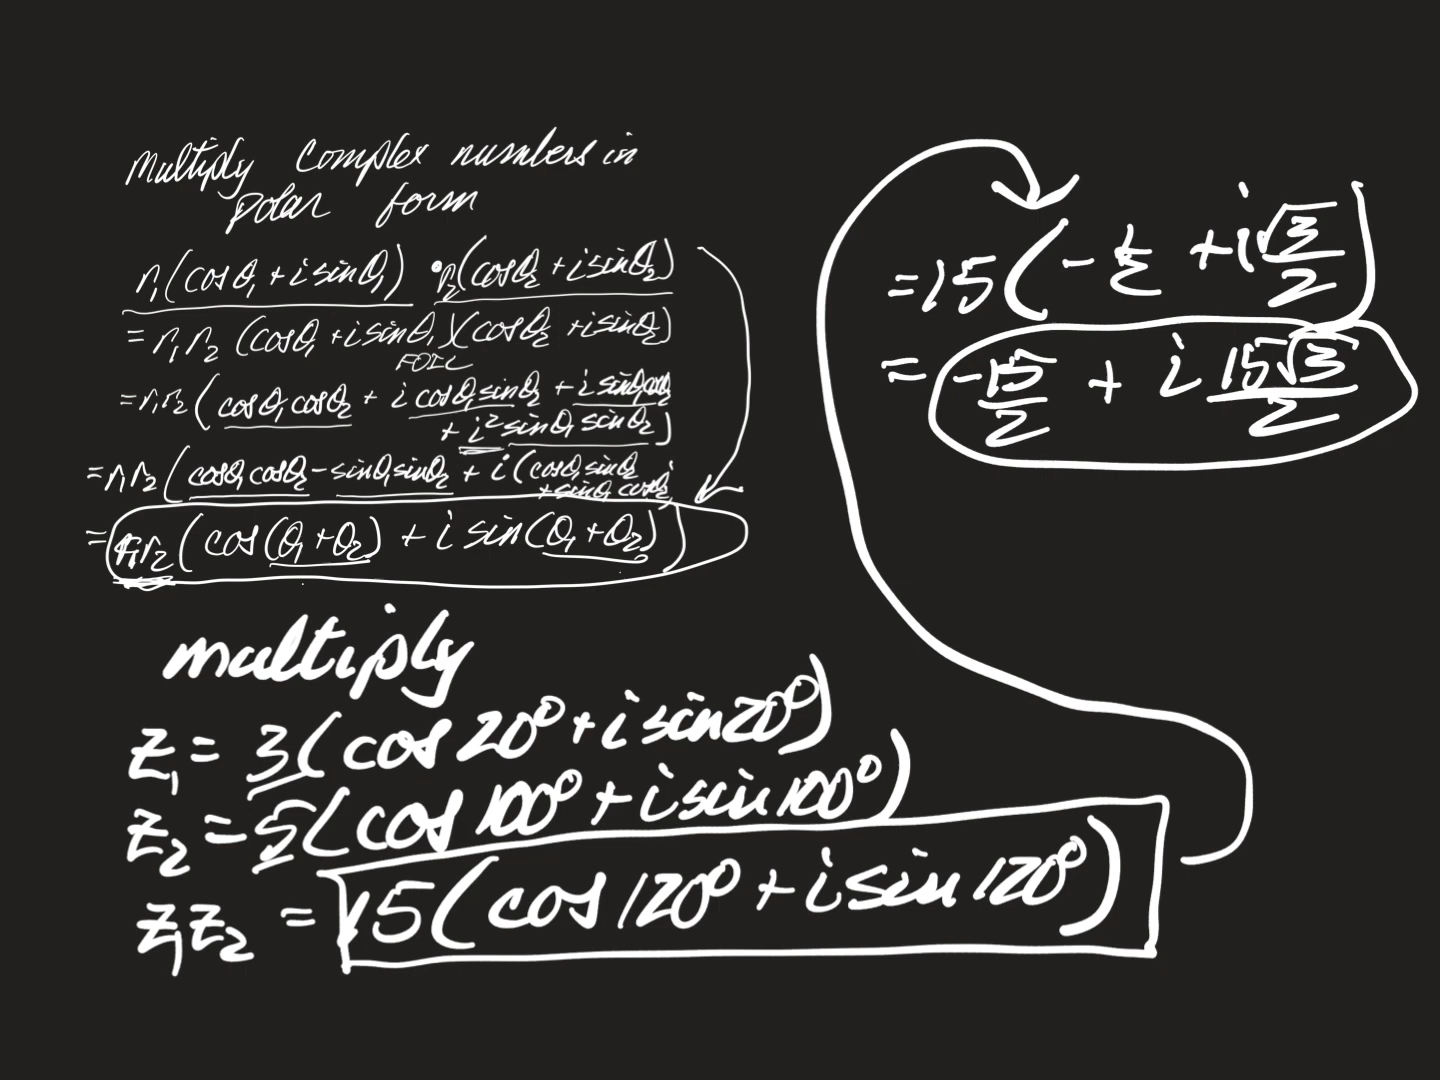 multiply complex numbers in
polar form
r₁(cosθ₁ + i sinθ₁) · r₂(cosθ₂ + i sinθ₂)
= r₁r₂ (cosθ₁ + i sinθ₁)(cosθ₂ + i sinθ₂)
FOIL
= r₁r₂ (cosθ₁ cosθ₂ + i cosθ₁ sinθ₂ + i sinθ₁ cosθ₂
+ i² sinθ₁ sinθ₂)
= r₁r₂ (cosθ₁ cosθ₂ - sinθ₁ sinθ₂ + i (cosθ₁ sinθ₂
+ sinθ₁ cosθ₂)
= r₁r₂ (cos(θ₁ + θ₂) + i sin(θ₁ + θ₂))
multiply
z₁ = 3(cos 20° + i sin 20°)
z₂ = 5(cos 100° + i sin 100°)
z₁z₂ = 15(cos 120° + i sin 120°)
= 15(-½ + i √3/2)
= -15/2 + i 15√3/2